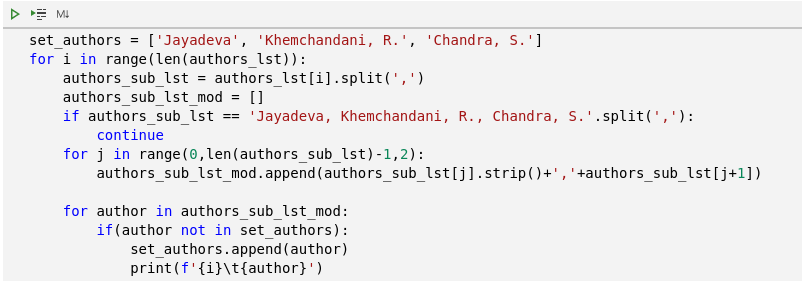 M↓
set_authors = ['Jayadeva', 'Khemchandani, R.', 'Chandra, S.']
for i in range(len(authors_lst)):
    authors_sub_lst = authors_lst[i].split(',')
    authors_sub_lst_mod = []
    if authors_sub_lst == 'Jayadeva, Khemchandani, R., Chandra, S.'.split(','):
        continue
    for j in range(0,len(authors_sub_lst)-1,2):
        authors_sub_lst_mod.append(authors_sub_lst[j].strip()+','+authors_sub_lst[j+1])

    for author in authors_sub_lst_mod:
        if(author not in set_authors):
            set_authors.append(author)
            print(f'{i}\t{author}')